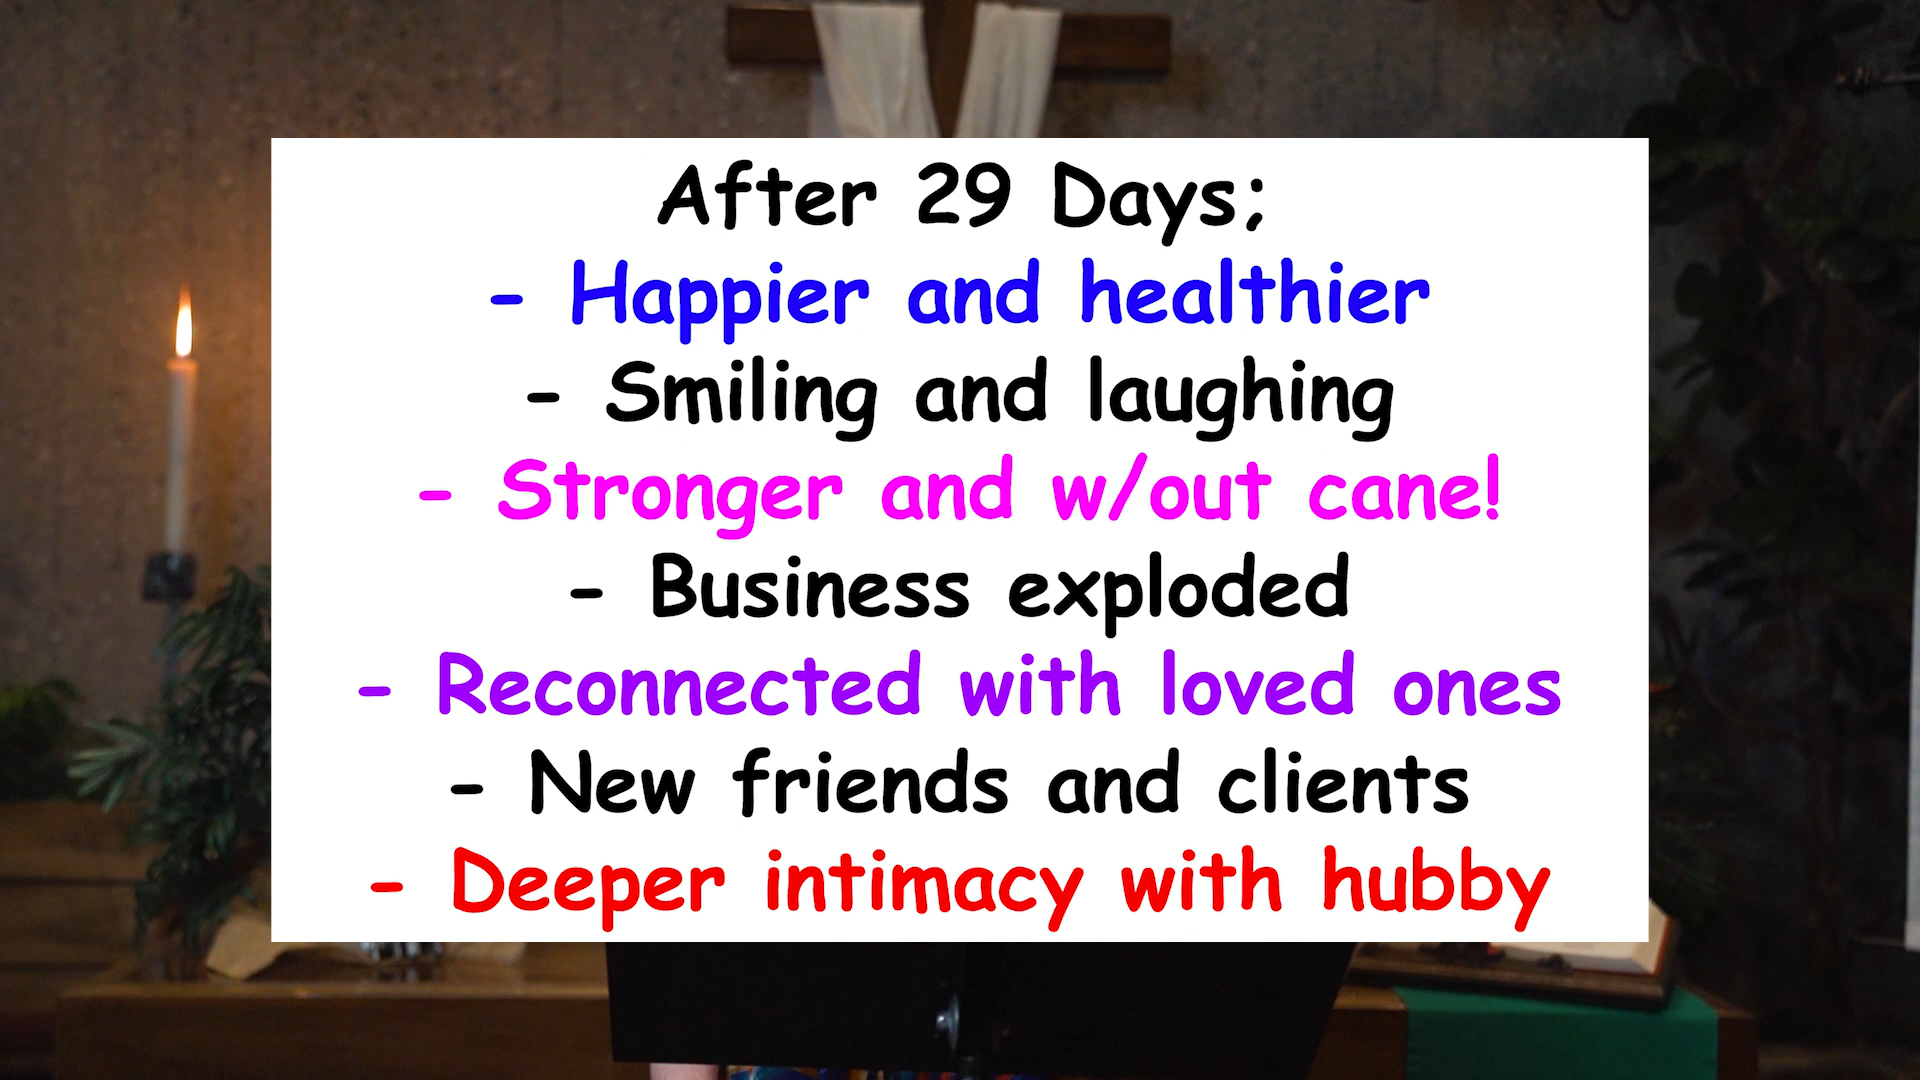 After 29 Days;
- Happier and healthier
- Smiling and laughing
- Stronger and w/out cane!
- Business exploded
- Reconnected with loved ones
- New friends and clients
- Deeper intimacy with hubby